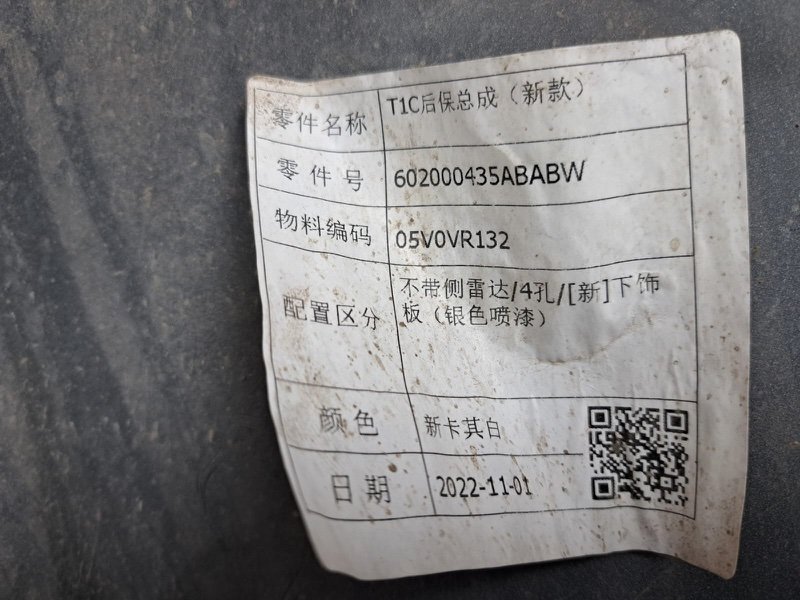 零件名称 T1C后保总成（新款）
零件号 602000435ABABW
物料编码 05V0VR132
配置区分 不带侧雷达/4孔/[新]下饰
板（银色喷漆）
颜色 新卡其白
日期 2022-11-01